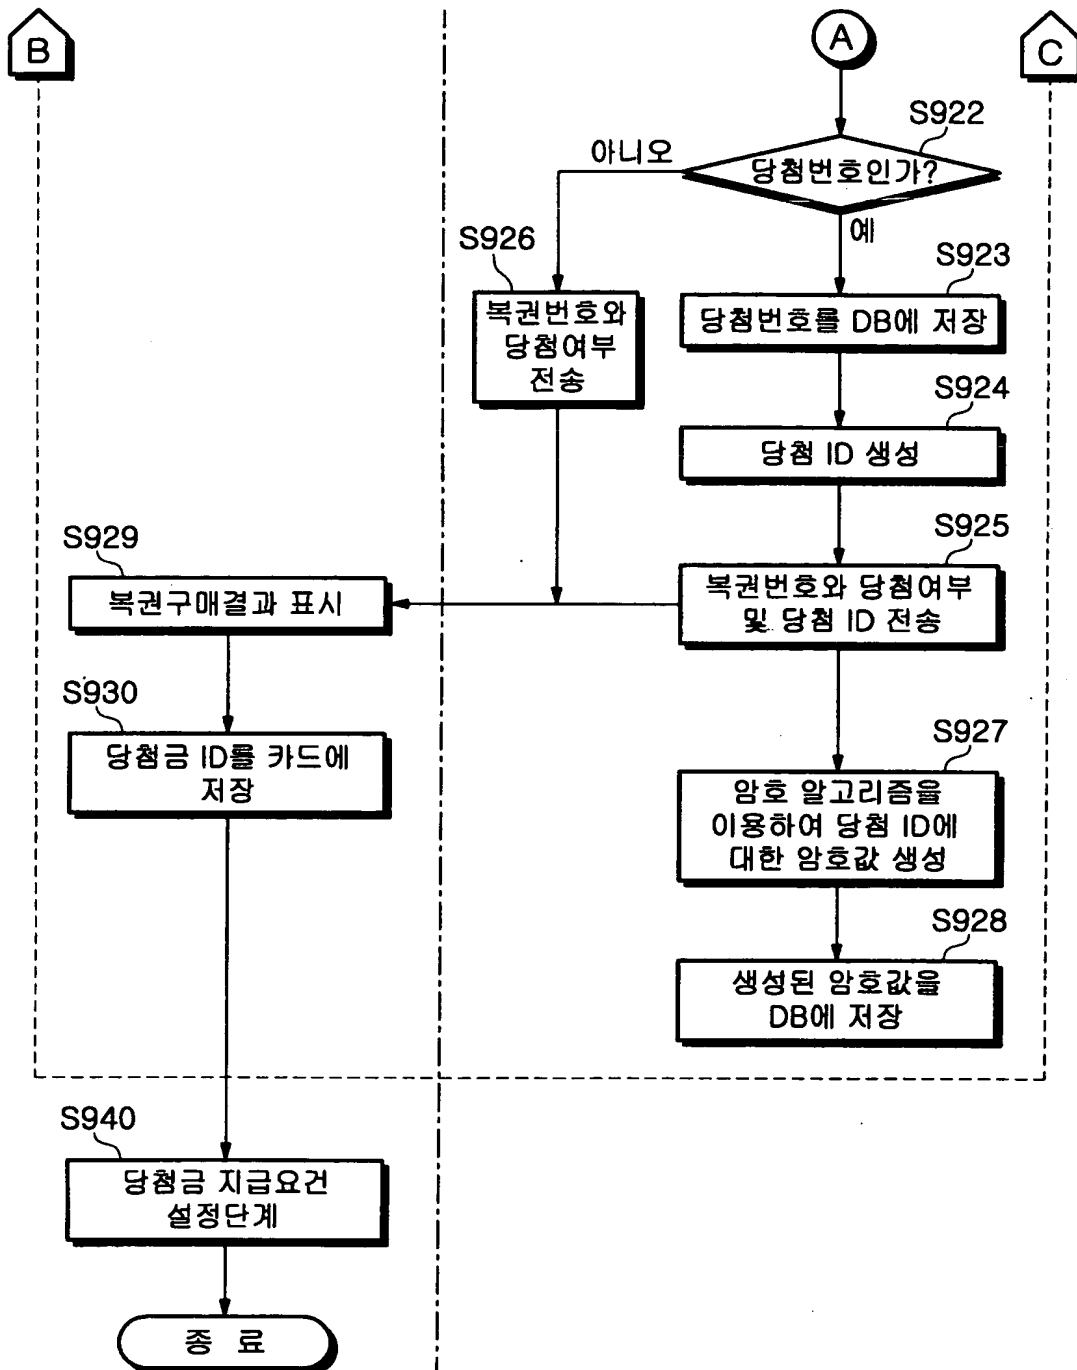 B
A
C
S922
당첨번호인가?
아니오
예
S926
복권번호와
당첨여부
전송
S923
당첨번호를 DB에 저장
S924
당첨 ID 생성
S925
복권번호와 당첨여부
및 당첨 ID 전송
S929
복권구매결과 표시
S930
당첨금 ID를 카드에
저장
S927
암호 알고리즘을
이용하여 당첨 ID에
대한 암호값 생성
S928
생성된 암호값을
DB에 저장
S940
당첨금 지급요건
설정단계
종 료